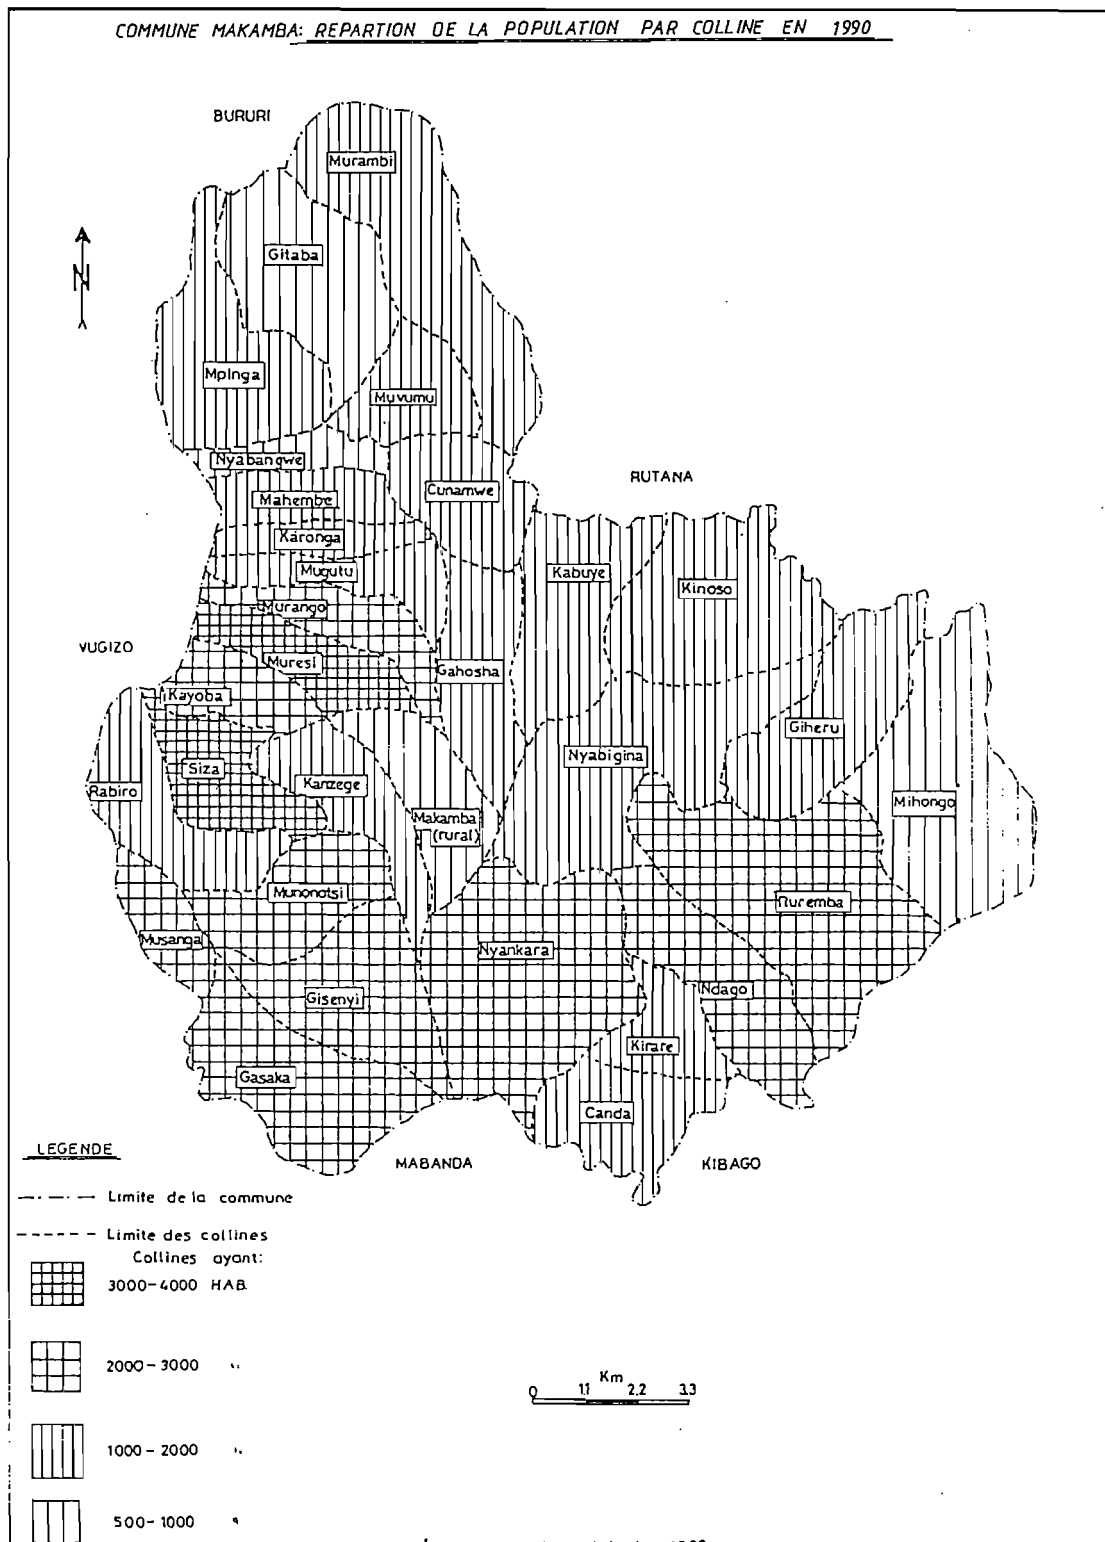 COMMUNE MAKAMBA: REPARTION DE LA POPULATION PAR COLLINE EN 1990
BURURI
Murambi
N
Gitaba
Mpinga
Muvumu
Nyabangwe
RUTANA
Cunamwe
Mahembe
Karonga
Mugutu
Kabuye
Kinoso
Murango
VUGIZO
Muresi
Gahosha
Kayoba
Giheru
Nyabigina
Siza
Kanzege
Rabiro
Mihongo
Makamba
(rural)
Munonotsi
Ruremba
Musanga
Nyankara
Gisenyi
Ndago
Kirare
Gasaka
Canda
LEGENDE
MABANDA
KIBAGO
Limite de la commune
Limite des collines
Collines ayant:
3000-4000 HAB.
2000-3000 "
Km
0 1.1 2.2 3.3
1000-2000 "
500-1000 "